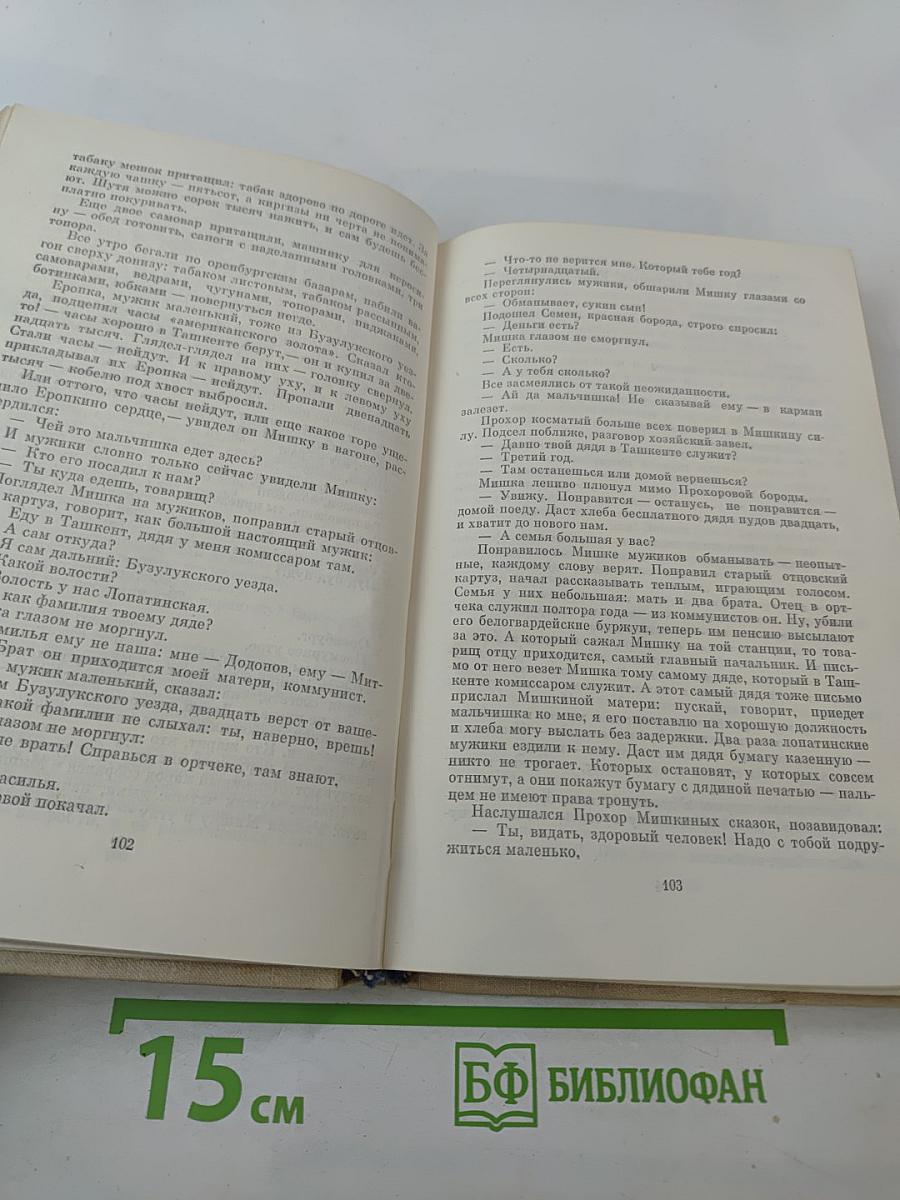 табаку мешок притащил: табак здорово по дороге идет. За
каждую чашку — пятьсот, а киргизы ни черта не понима-
ют. Шутя можно сорок тысяч нажить, и сам будешь бес-
платно покуривать.
Еще двое самовар притащили, машинку для кероси-
ну — обед готовить, сапоги с наделанными головками, три
топора.
Все утро бегали по оренбургским базарам, набили ва-
гон сверху донизу: табаком листовым, табаком рассыпным,
самоварами, ведрами, чугунами, топорами, пиджаками,
ботинками, юбками — повернуться негде.
Еропка, мужик маленький, тоже из Бузулукского уез-
да, подцепил часы «американского золота». Сказал кто-
то! — часы хорошо в Ташкенте берут,— он и купил за две-
надцать тысяч. Глядел-глядел на них — головку свернул.
Стали часы — нейдут. И к правому уху, и к левому уху
прикладывал их Еропка — нейдут. Пропали двенадцать
тысяч — кобелю под хвост выбросил.
Или оттого, что часы нейдут, или еще какое горе уще-
мило Еропкино сердце,— увидел он Мишку в вагоне, рас-
ердился:
— Чей это мальчишка едет здесь?
И мужики словно только сейчас увидели Мишку:
— Кто его посадил к нам?
— Ты куда едешь, товарищ?
Поглядел Мишка на мужиков, поправил старый отцов-
картуз, говорит, как большой настоящий мужик:
Еду в Ташкент, дядя у меня комиссаром там.
А сам откуда?
Я сам дальний: Бузулукского уезда.
Какой волости?
Волость у нас Лопатинская.
как фамилия твоему дяде?
а глазом не моргнул.
милья ему не наша: мне — Додонов, ему — Мит-
Брат он приходится моей матери, коммунист.
мужик маленький, сказал:
м Бузулукского уезда, двадцать верст от ваше-
акой фамилии не слыхал: ты, наверно, врешь!
лазом не моргнул:
не врать! Справься в ортчеке, там знают.
асилья.
овой покачал.
102
— Что-то не верится мне. Который тебе год?
— Четырнадцатый.
Переглянулись мужики, обшарили Мишку глазами со
всех сторон:
— Обманывает, сукин сын!
Подошел Семен, красная борода, строго спросил:
— Деньги есть?
Мишка глазом не сморгнул.
— Есть.
— Сколько?
— А у тебя сколько?
Все засмеялись от такой неожиданности.
— Ай да мальчишка! Не сказывай ему — в карман
залезет.
Прохор косматый больше всех поверил в Мишкину си-
лу. Подсел поближе, разговор хозяйский завел.
— Давно твой дядя в Ташкенте служит?
— Третий год.
— Там останешься или домой вернешься?
Мишка лениво плюнул мимо Прохоровой бороды.
— Увижу. Понравится — останусь, не понравится —
домой поеду. Даст хлеба бесплатного дядя пудов двадцать,
и хватит до нового нам.
— А семья большая у вас?
Понравилось Мишке мужиков обманывать — неопыт-
ные, каждому слову верят. Поправил старый отцовский
картуз, начал рассказывать теплым, играющим голосом.
Семья у них небольшая: мать и два брата. Отец в орт-
чека служил полтора года — из коммунистов он. Ну, убили
его белогвардейские буржуи, теперь им пенсию высылают
за это. А который сажал Мишку на той станции, то това-
рищ отцу приходится, самый главный начальник. И пись-
мо от него везет Мишка тому самому дяде, который в Таш-
кенте комиссаром служит. А этот самый дядя тоже письмо
прислал Мишкиной матери: пускай, говорит, приедет
мальчишка ко мне, я его поставлю на хорошую должность
и хлеба могу выслать без задержки. Два раза лопатинские
мужики ездили к нему. Даст им дядя бумагу казенную —
никто не трогает. Которых остановят, у которых совсем
отнимут, а они покажут бумагу с дядиной печатью — паль-
цем не имеют права тронуть.
Наслушался Прохор Мишкиных сказок, позавидовал:
— Ты, видать, здоровый человек! Надо с тобой подру-
житься маленько,
103
15 см
БФ БИБЛИОФАН